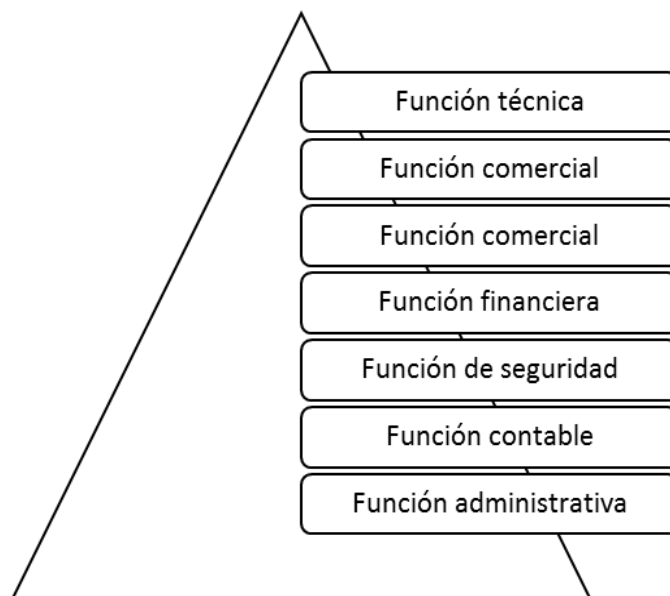 Función técnica
Función comercial
Función comercial
Función financiera
Función de seguridad
Función contable
Función administrativa